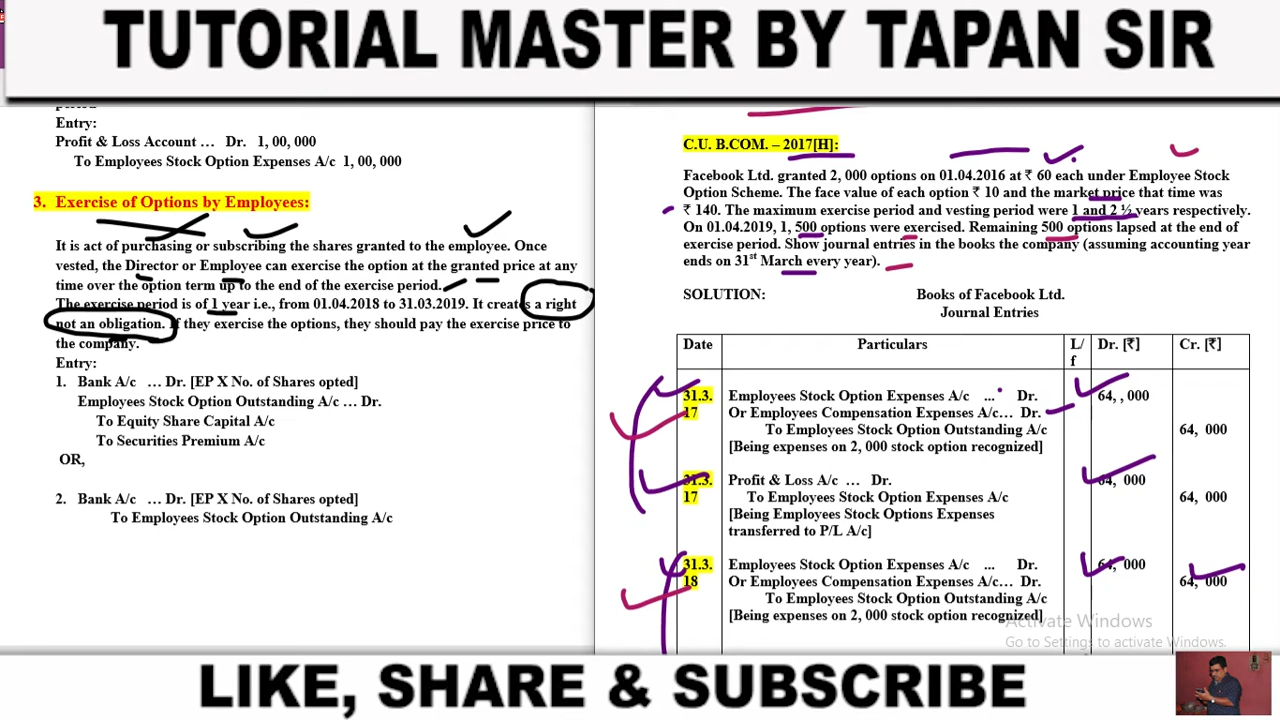 TUTORIAL MASTER BY TAPAN SIR
Entry:
Profit & Loss Account … Dr. 1, 00, 000
To Employees Stock Option Expenses A/c 1, 00, 000
3. Exercise of Options by Employees:
It is act of purchasing or subscribing the shares granted to the employee. Once
vested, the Director or Employee can exercise the option at the granted price at any
time over the option term up to the end of the exercise period.
The exercise period is of 1 year i.e., from 01.04.2018 to 31.03.2019. It creates a right
not an obligation. If they exercise the options, they should pay the exercise price to
the company.
Entry:
1. Bank A/c … Dr. [EP X No. of Shares opted]
Employees Stock Option Outstanding A/c … Dr.
To Equity Share Capital A/c
To Securities Premium A/c
OR,
2. Bank A/c … Dr. [EP X No. of Shares opted]
To Employees Stock Option Outstanding A/c
C.U. B.COM. – 2017[H]:
Facebook Ltd. granted 2, 000 options on 01.04.2016 at ₹ 60 each under Employee Stock
Option Scheme. The face value of each option ₹ 10 and the market price that time was
₹ 140. The maximum exercise period and vesting period were 1 and 2 ½ years respectively.
On 01.04.2019, 1, 500 options were exercised. Remaining 500 options lapsed at the end of
exercise period. Show journal entries in the books the company (assuming accounting year
ends on 31st March every year).
SOLUTION: Books of Facebook Ltd.
Journal Entries
Date Particulars L/f Dr. [₹] Cr. [₹]
31.3. Employees Stock Option Expenses A/c ... Dr. 64, , 000
17 Or Employees Compensation Expenses A/c… Dr.
To Employees Stock Option Outstanding A/c 64, 000
[Being expenses on 2, 000 stock option recognized]
31.3. Profit & Loss A/c … Dr. 64, 000
17 To Employees Stock Option Expenses A/c 64, 000
[Being Employees Stock Options Expenses
transferred to P/L A/c]
31.3. Employees Stock Option Expenses A/c ... Dr. 64, 000
18 Or Employees Compensation Expenses A/c… Dr. 64, 000
To Employees Stock Option Outstanding A/c
[Being expenses on 2, 000 stock option recognized]
Activate Windows
Go to Settings to activate Windows.
LIKE, SHARE & SUBSCRIBE